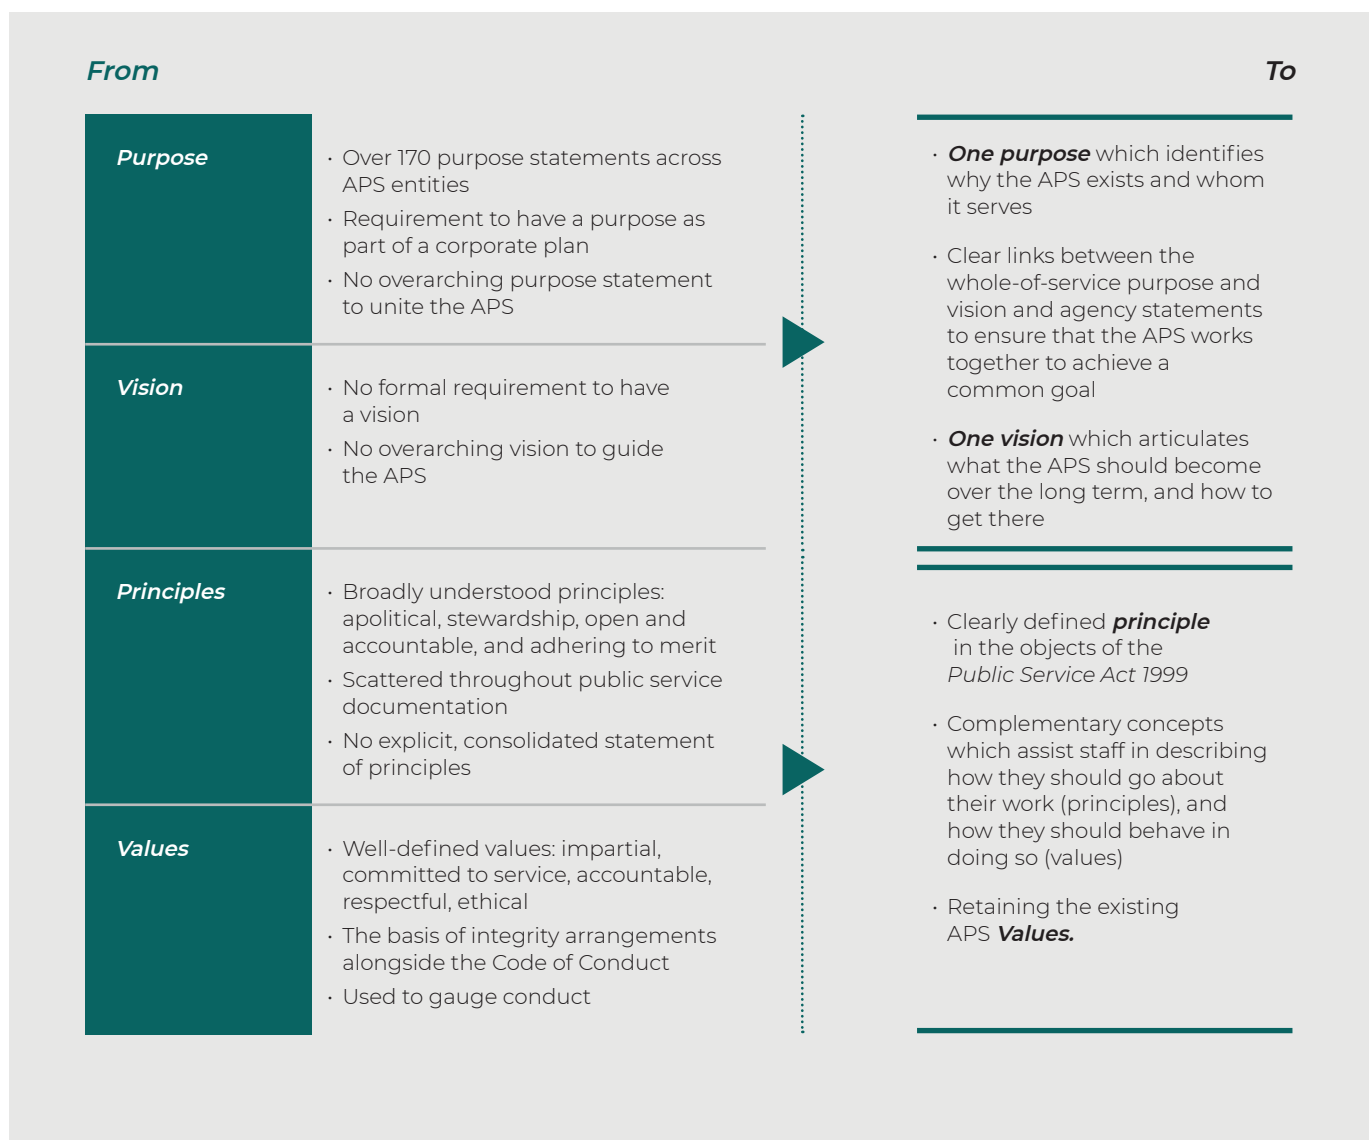 From
To
Purpose
· Over 170 purpose statements across
APS entities
· Requirement to have a purpose as
part of a corporate plan
· No overarching purpose statement
to unite the APS
Vision
· No formal requirement to have
a vision
· No overarching vision to guide
the APS
Principles
· Broadly understood principles:
apolitical, stewardship, open and
accountable, and adhering to merit
· Scattered throughout public service
documentation
· No explicit, consolidated statement
of principles
Values
· Well-defined values: impartial,
committed to service, accountable,
respectful, ethical
· The basis of integrity arrangements
alongside the Code of Conduct
· Used to gauge conduct
· One purpose which identifies
why the APS exists and whom
it serves
· Clear links between the
whole-of-service purpose and
vision and agency statements
to ensure that the APS works
together to achieve a
common goal
· One vision which articulates
what the APS should become
over the long term, and how to
get there
· Clearly defined principle
in the objects of the
Public Service Act 1999
· Complementary concepts
which assist staff in describing
how they should go about
their work (principles), and
how they should behave in
doing so (values)
· Retaining the existing
APS Values.